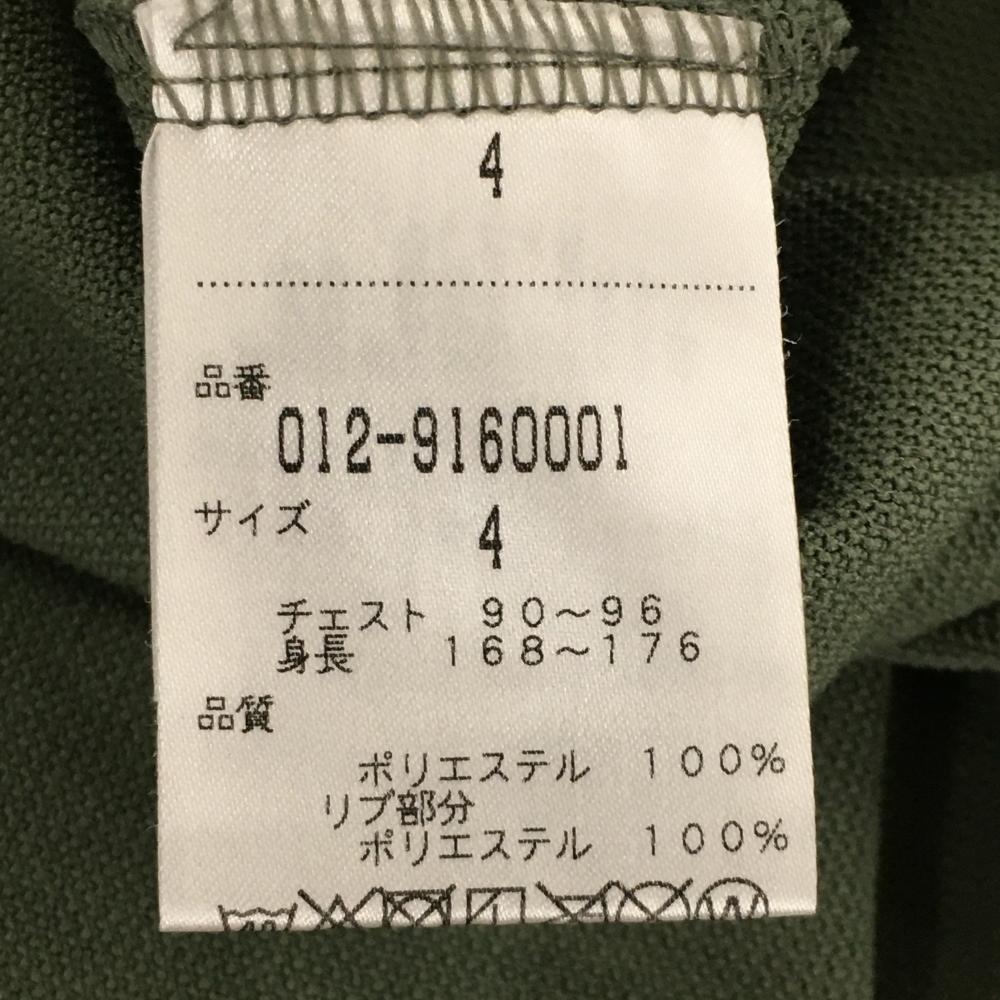 4
品番
012-9160001
サイズ 4
チェスト 90～96
身長 168～176
品質
ポリエステル 100%
リブ部分
ポリエステル 100%
W